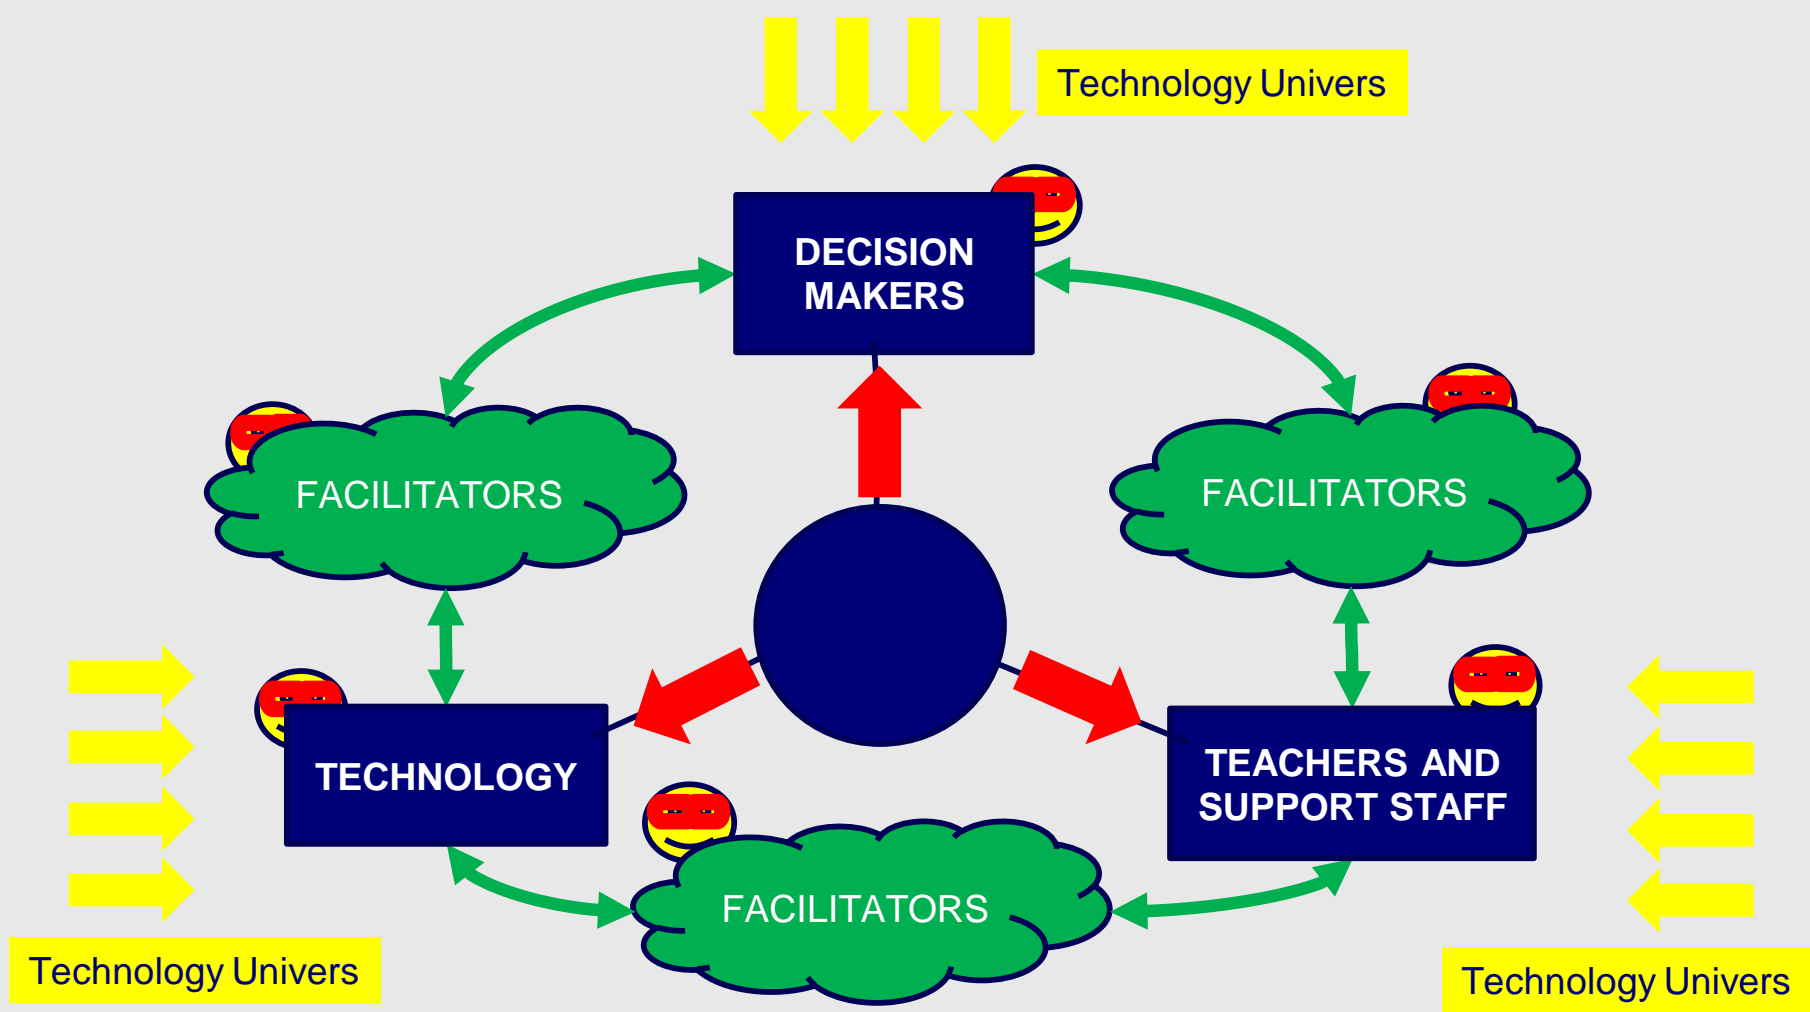 Technology Univers
DECISION
MAKERS
FACILITATORS
FACILITATORS
TECHNOLOGY
TEACHERS AND
SUPPORT STAFF
FACILITATORS
Technology Univers
Technology Univers